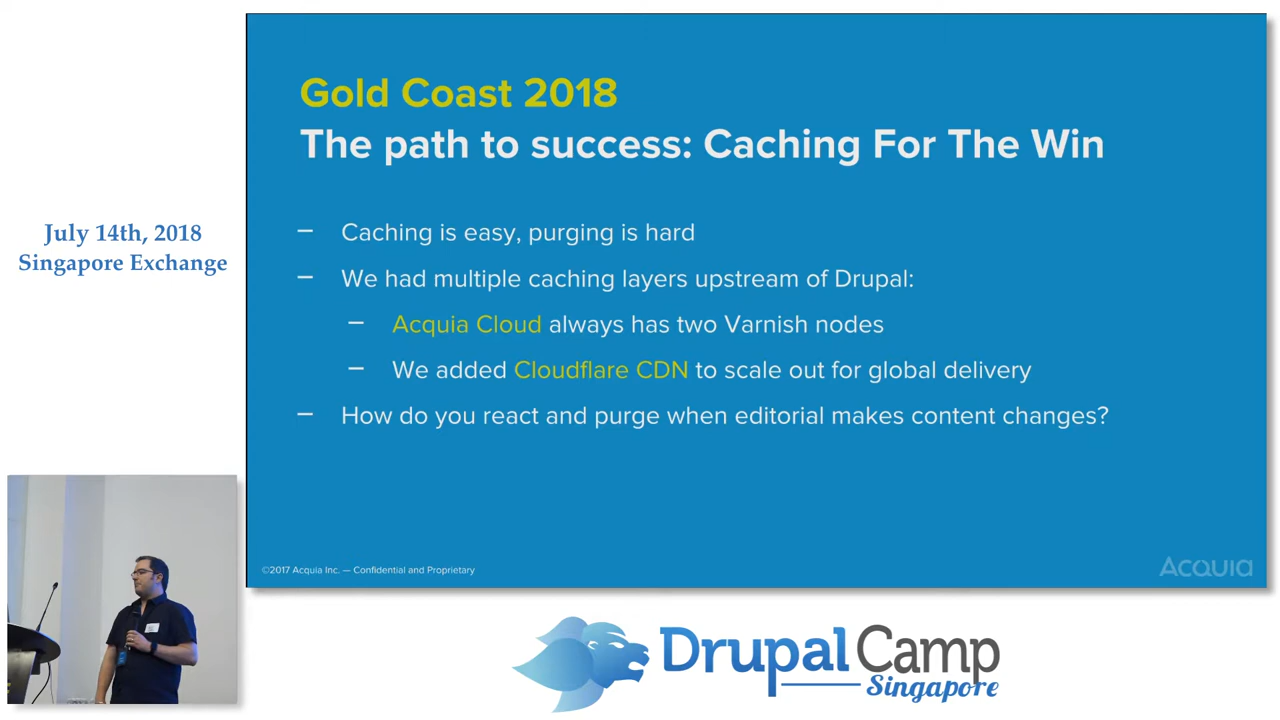 Gold Coast 2018
The path to success: Caching For The Win
– Caching is easy, purging is hard
– We had multiple caching layers upstream of Drupal:
– Acquia Cloud always has two Varnish nodes
– We added Cloudflare CDN to scale out for global delivery
– How do you react and purge when editorial makes content changes?
©2017 Acquia Inc. — Confidential and Proprietary
Acquia
July 14th, 2018
Singapore Exchange
DrupalCamp
Singapore